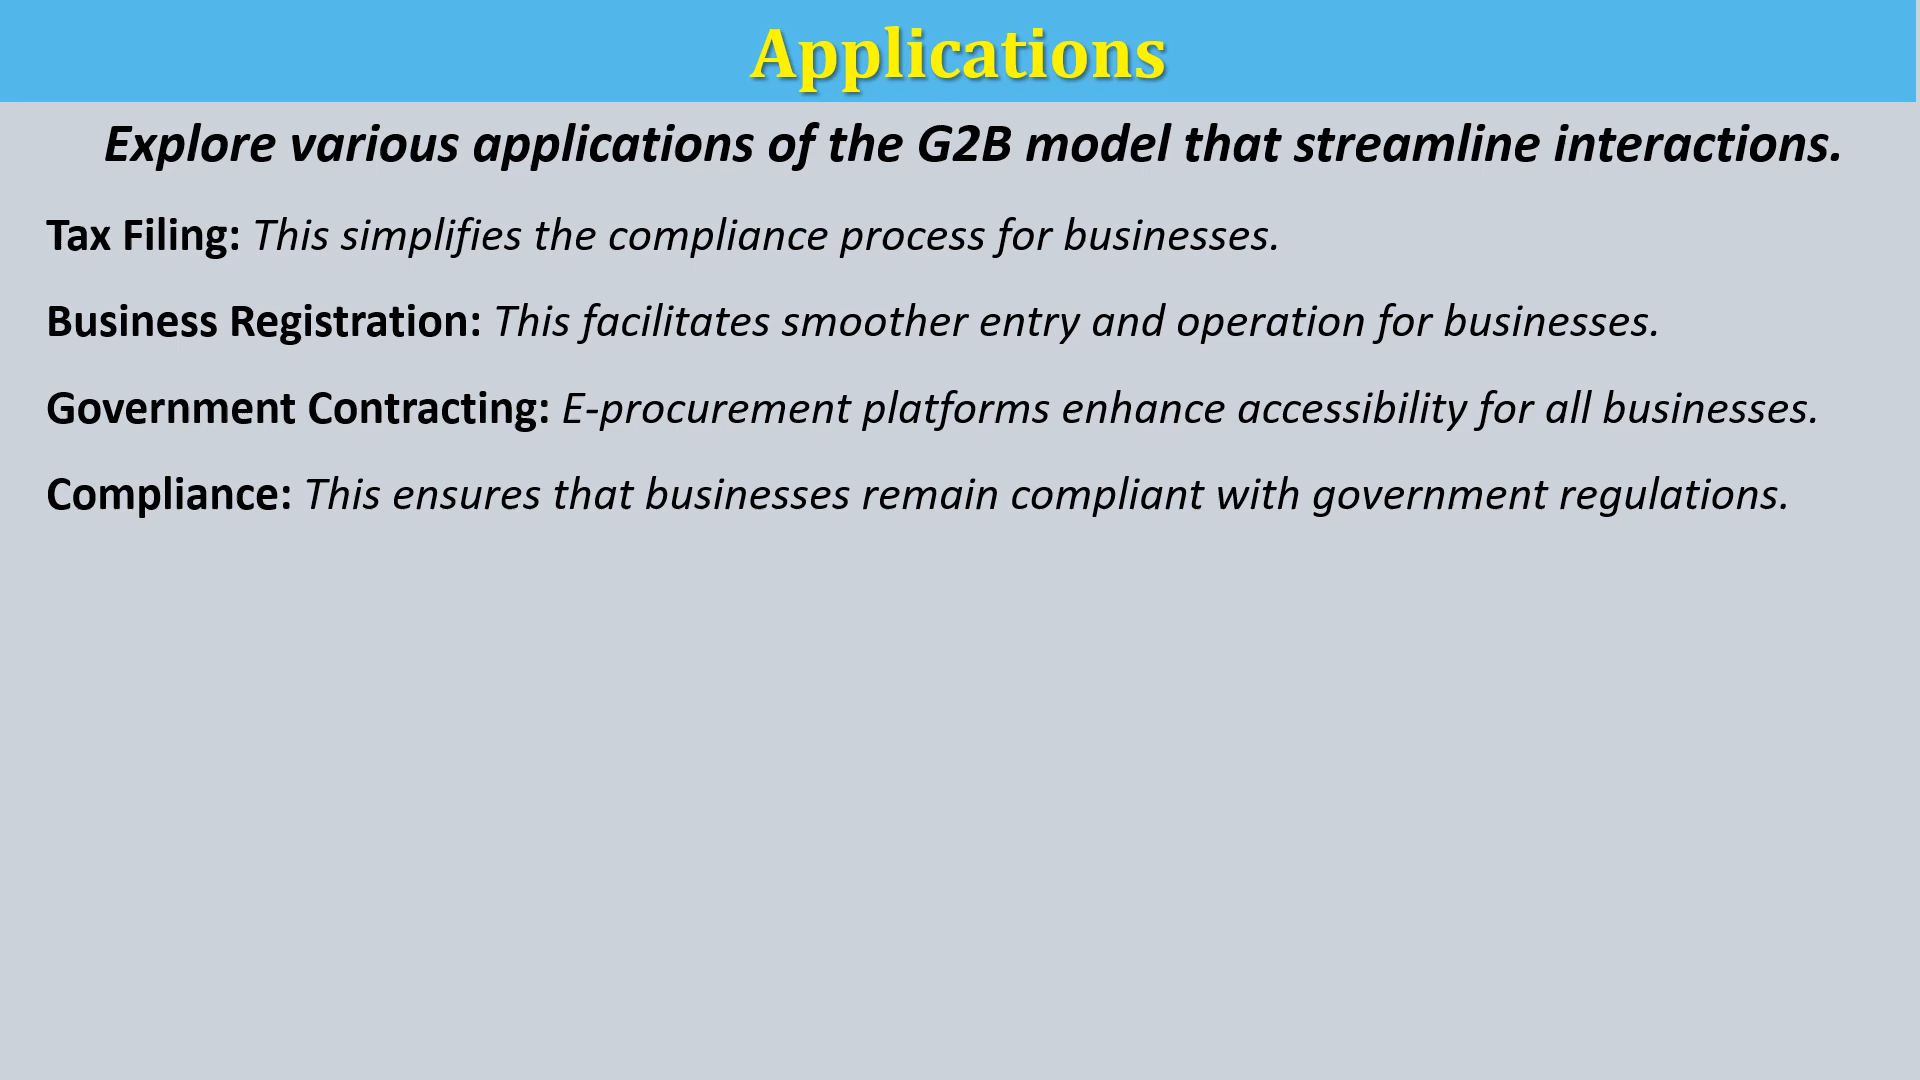 Applications
Explore various applications of the G2B model that streamline interactions.
Tax Filing: This simplifies the compliance process for businesses.
Business Registration: This facilitates smoother entry and operation for businesses.
Government Contracting: E-procurement platforms enhance accessibility for all businesses.
Compliance: This ensures that businesses remain compliant with government regulations.